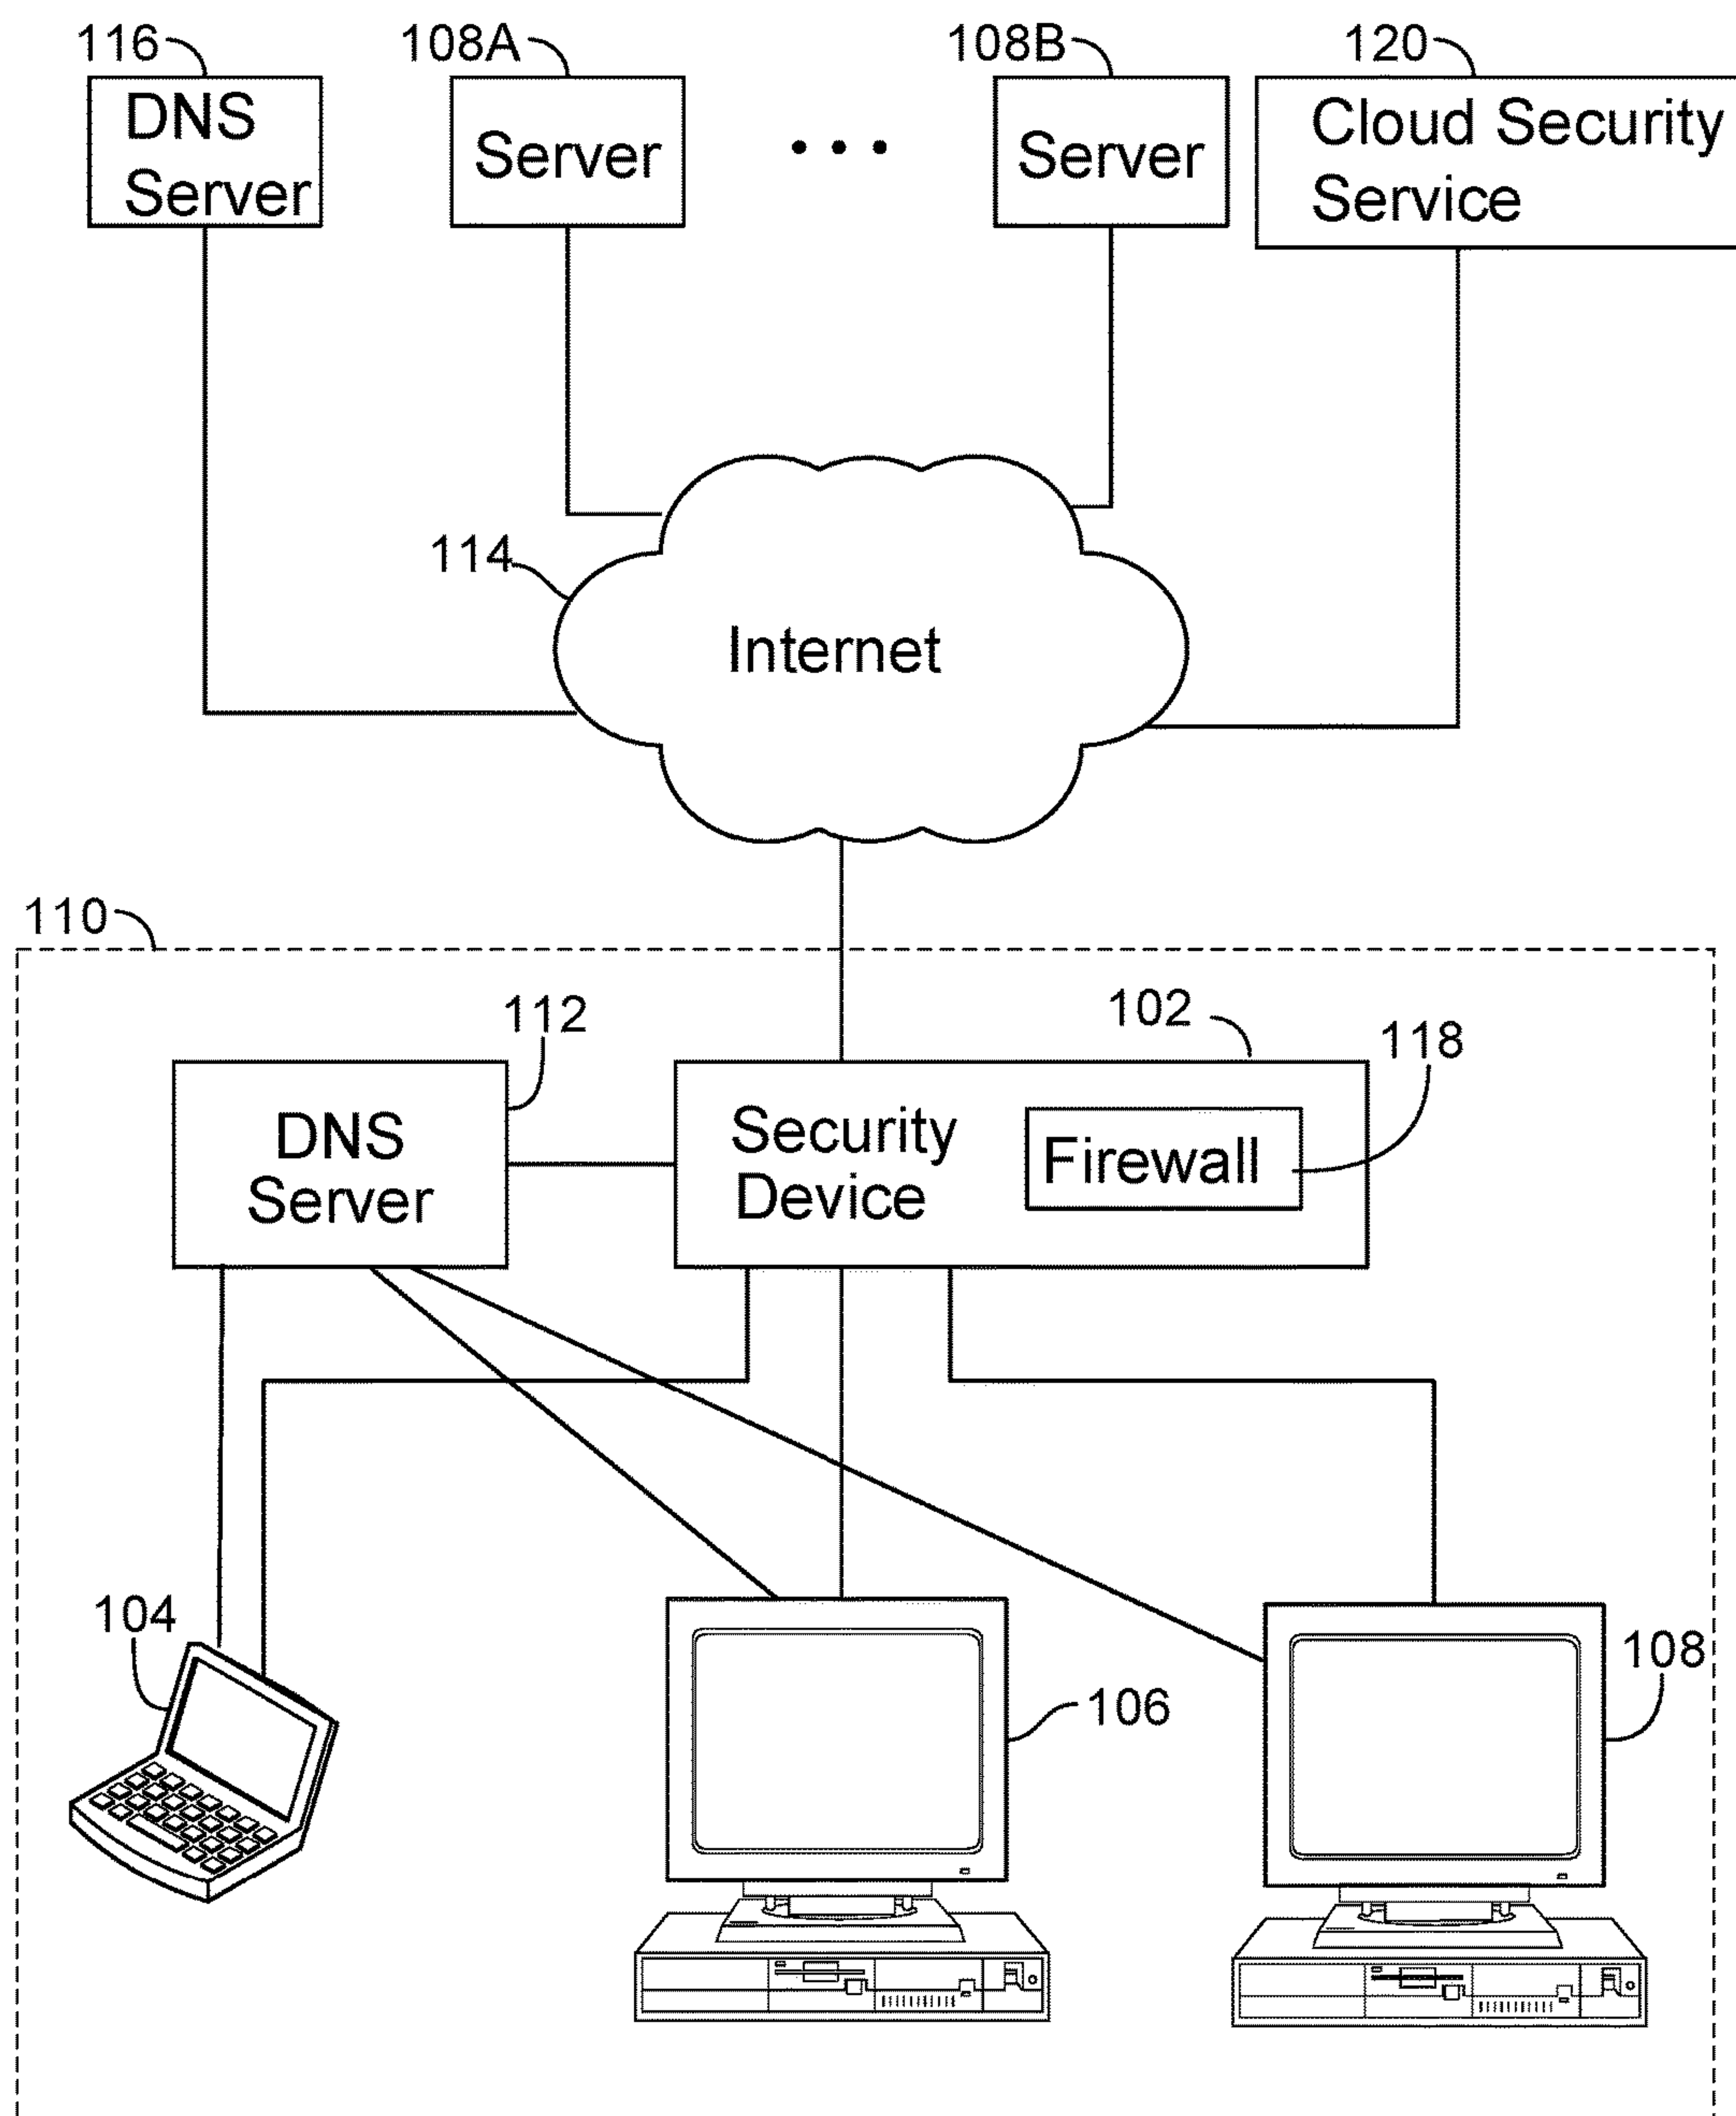 116
108A
108B
120
DNS
Server
Server
• • •
Server
Cloud Security
Service
114
Internet
110
112
102
118
DNS
Server
Security
Device
Firewall
104
106
108